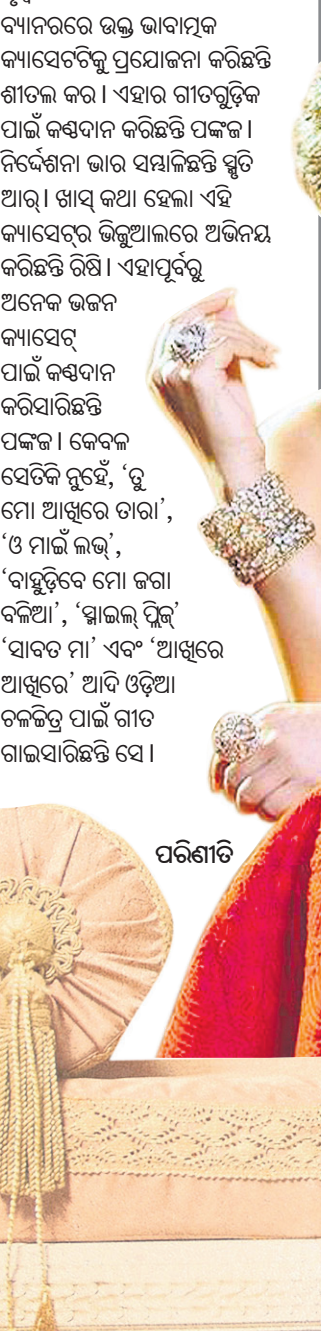 ବ୍ୟାନରରେ ଉକ୍ତ ଭାବାତ୍ମକ
କ୍ୟାସେଟଟିକୁ ପ୍ରଯୋଜନା କରିଛନ୍ତି
ଶୀତଲ କର । ଏହାର ଗୀତଗୁଡ଼ିକ
ପାଇଁ କଣ୍ଠଦାନ କରିଛନ୍ତି ପଙ୍କଜ ।
ନିର୍ଦ୍ଦେଶନା ଭାର ସମ୍ଭାଳିଛନ୍ତି ସ୍ମୃତି
ଆର୍ । ଖାସ୍ କଥା ହେଲା ଏହି
କ୍ୟାସେଟ୍‌ର ଭିଜୁଆଲରେ ଅଭିନୟ
କରିଛନ୍ତି ରିଷି । ଏହାପୂର୍ବରୁ
ଅନେକ ଭଜନ
କ୍ୟାସେଟ୍
ପାଇଁ କଣ୍ଠଦାନ
କରିସାରିଛନ୍ତି
ପଙ୍କଜ । କେବଳ
ସେତିକି ନୁହେଁ, ‘ତୁ
ମୋ ଆଖିରେ ତାରା’,
‘ଓ ମାଇଁ ଲଭ୍’,
‘ବାହୁଡ଼ିବେ ମୋ ଜଗା
ବଳିଆ’, ‘ସ୍ମାଇଲ୍ ପ୍ଲିଜ୍’
‘ସାବତ ମା’ ଏବଂ ‘ଆଖିରେ
ଆଖିରେ’ ଆଦି ଓଡ଼ିଆ
ଚଳଚ୍ଚିତ୍ର ପାଇଁ ଗୀତ
ଗାଇସାରିଛନ୍ତି ସେ ।
ପରିଣୀତି